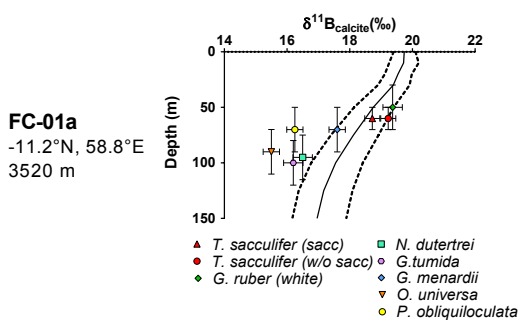 δ11Bcalcite(‰)
14 16 18 20 22
0
50
100
150
Depth (m)
FC-01a
-11.2°N, 58.8°E
3520 m
T. sacculifer (sacc)
T. sacculifer (w/o sacc)
G. ruber (white)
N. dutertrei
G.tumida
G. menardii
O. universa
P. obliquiloculata